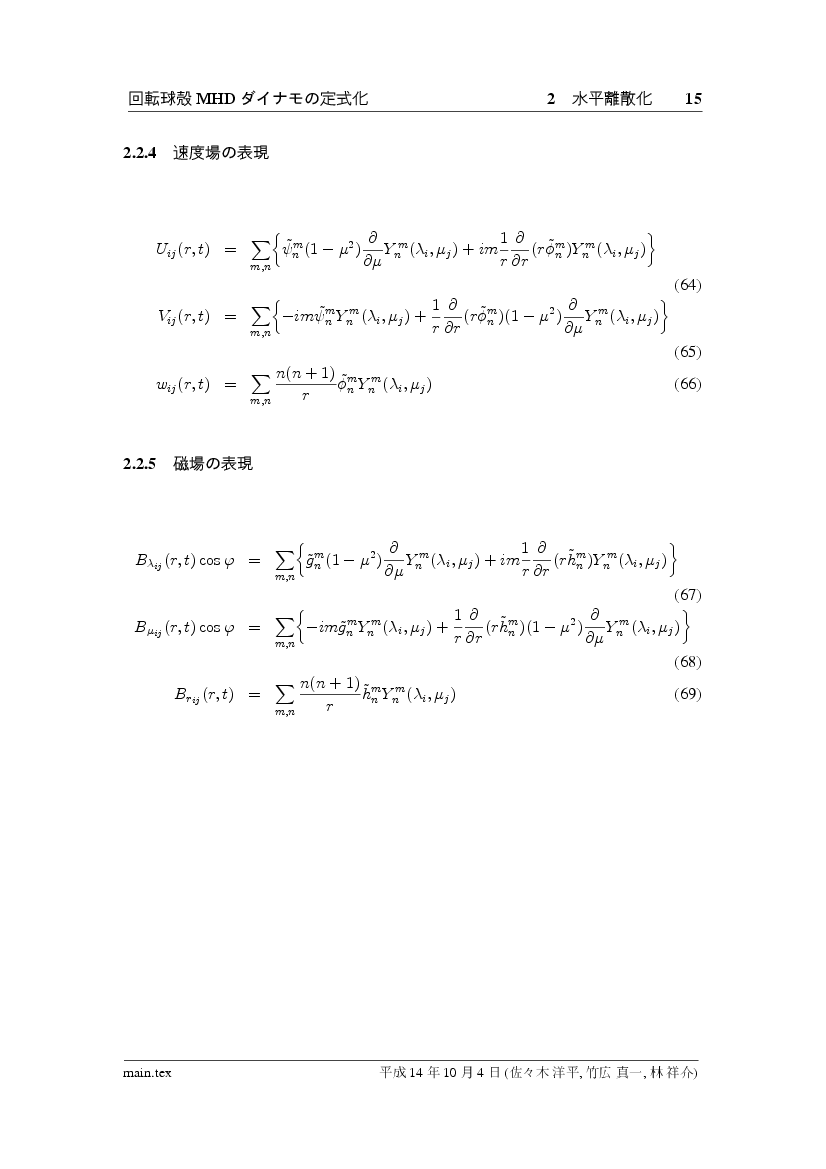 回転球殻 MHD ダイナモの定式化 2 水平離散化 15
2.2.4 速度場の表現
U_{ij}(r,t) = \sum_{m,n} \left\{ \tilde{\psi}_n^m (1-\mu^2) \frac{\partial}{\partial\mu} Y_n^m(\lambda_i,\mu_j) + im \frac{1}{r} \frac{\partial}{\partial r} (r\tilde{\phi}_n^m) Y_n^m(\lambda_i,\mu_j) \right\}
(64)
V_{ij}(r,t) = \sum_{m,n} \left\{ -im\tilde{\psi}_n^m Y_n^m(\lambda_i,\mu_j) + \frac{1}{r} \frac{\partial}{\partial r} (r\tilde{\phi}_n^m)(1-\mu^2) \frac{\partial}{\partial\mu} Y_n^m(\lambda_i,\mu_j) \right\}
(65)
w_{ij}(r,t) = \sum_{m,n} \frac{n(n+1)}{r} \tilde{\phi}_n^m Y_n^m(\lambda_i,\mu_j) (66)
2.2.5 磁場の表現
B_{\lambda_{ij}}(r,t) \cos\varphi = \sum_{m,n} \left\{ \tilde{g}_n^m (1-\mu^2) \frac{\partial}{\partial\mu} Y_n^m(\lambda_i,\mu_j) + im \frac{1}{r} \frac{\partial}{\partial r} (r\tilde{h}_n^m) Y_n^m(\lambda_i,\mu_j) \right\}
(67)
B_{\mu_{ij}}(r,t) \cos\varphi = \sum_{m,n} \left\{ -im\tilde{g}_n^m Y_n^m(\lambda_i,\mu_j) + \frac{1}{r} \frac{\partial}{\partial r} (r\tilde{h}_n^m)(1-\mu^2) \frac{\partial}{\partial\mu} Y_n^m(\lambda_i,\mu_j) \right\}
(68)
B_{r_{ij}}(r,t) = \sum_{m,n} \frac{n(n+1)}{r} \tilde{h}_n^m Y_n^m(\lambda_i,\mu_j) (69)
main.tex 平成 14 年 10 月 4 日 (佐々木 洋平, 竹広 真一, 林 祥介)